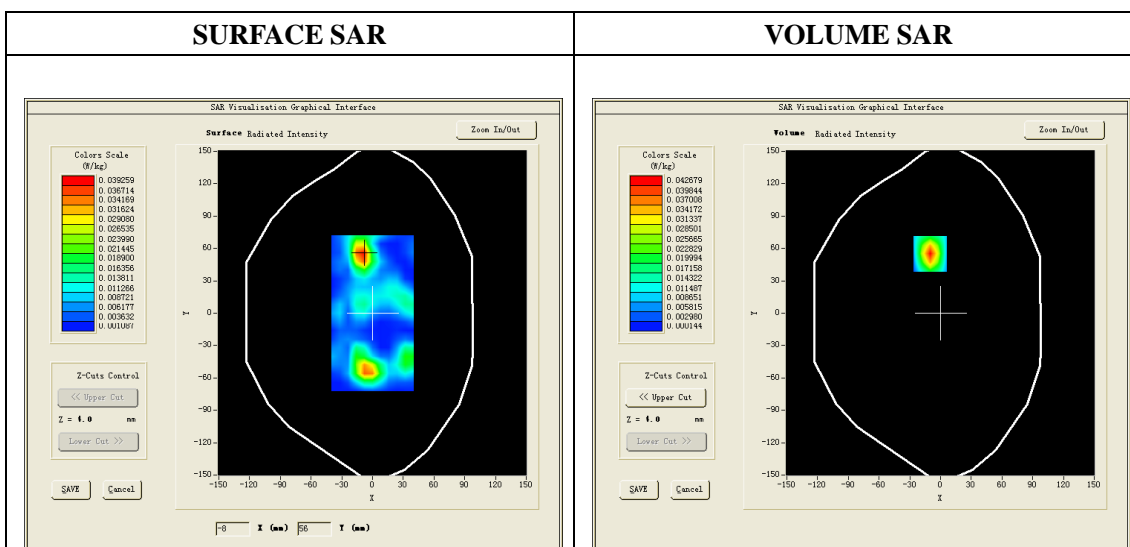 SURFACE SAR
VOLUME SAR
SAR Visualisation Graphical Interface
Surface Radiated Intensity
Zoom In/Out
Colors Scale
(W/kg)
0.039259
0.036714
0.034169
0.031624
0.029080
0.026535
0.023990
0.021445
0.018900
0.016356
0.013811
0.011266
0.008721
0.006177
0.003632
0.001087
150
120
90
60
30
0
-30
-60
-90
-120
-150
Y
-150 -120 -90 -60 -30 0 30 60 90 120 150
X
Z-Cuts Control
<< Upper Cut
Z = 4.0 mm
Lower Cut >>
SAVE Cancel
-8 X (mm) 56 Y (mm)
SAR Visualisation Graphical Interface
Volume Radiated Intensity
Zoom In/Out
Colors Scale
(W/kg)
0.042679
0.039844
0.037008
0.034172
0.031337
0.028501
0.025665
0.022829
0.019994
0.017158
0.014322
0.011487
0.008651
0.005815
0.002980
0.000144
150
120
90
60
30
0
-30
-60
-90
-120
-150
Y
-150 -120 -90 -60 -30 0 30 60 90 120 150
X
Z-Cuts Control
<< Upper Cut
Z = 4.0 mm
Lower Cut >>
SAVE Cancel